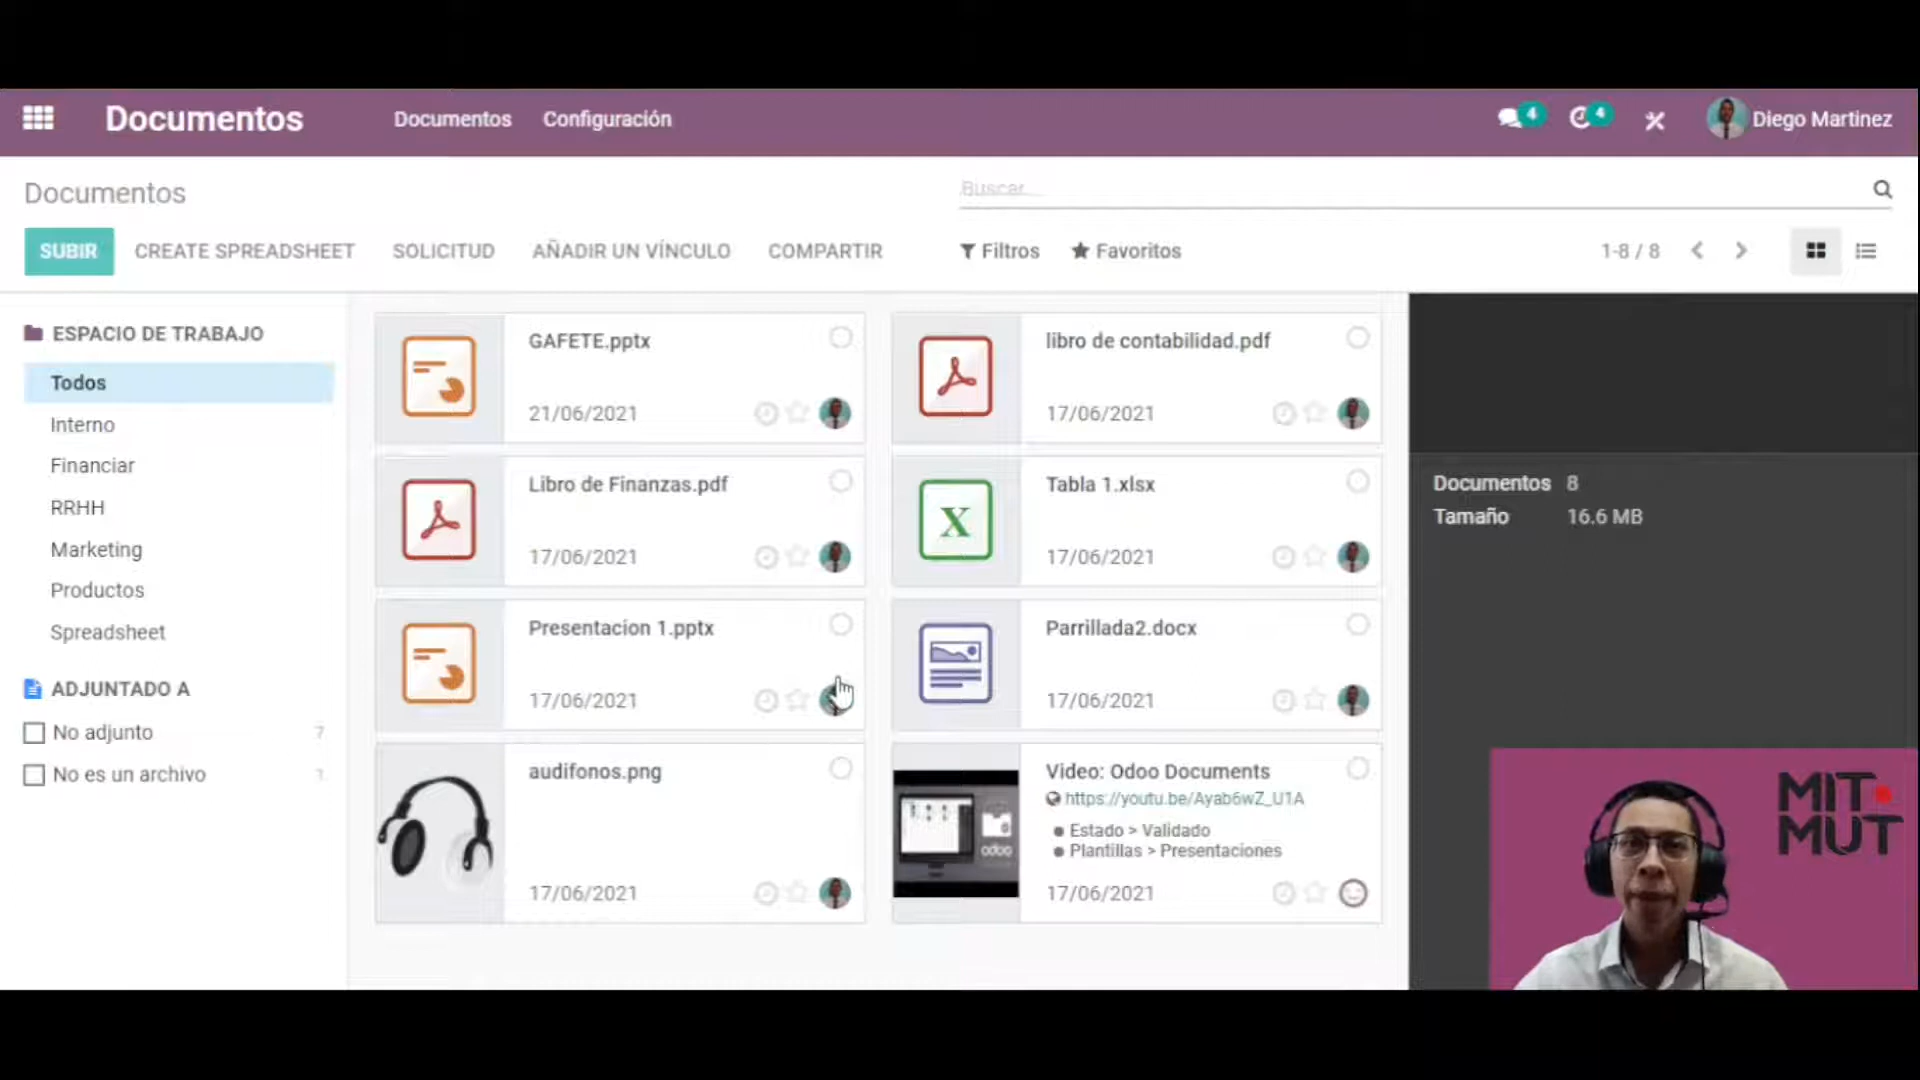 Documentos
Documentos
Configuración
4
4
Diego Martinez
Documentos
Buscar...
SUBIR
CREATE SPREADSHEET
SOLICITUD
AÑADIR UN VÍNCULO
COMPARTIR
Filtros
Favoritos
1-8 / 8
ESPACIO DE TRABAJO
Todos
Interno
Financiar
RRHH
Marketing
Productos
Spreadsheet
ADJUNTADO A
No adjunto 7
No es un archivo 1
GAFETE.pptx
21/06/2021
libro de contabilidad.pdf
17/06/2021
Libro de Finanzas.pdf
17/06/2021
Tabla 1.xlsx
17/06/2021
Presentacion 1.pptx
17/06/2021
Parrillada2.docx
17/06/2021
audifonos.png
17/06/2021
odoo
Video: Odoo Documents
https://youtu.be/Ayab6wZ_U1A
Estado > Validado
Plantillas > Presentaciones
17/06/2021
Documentos 8
Tamaño 16.6 MB
MIT
MUT